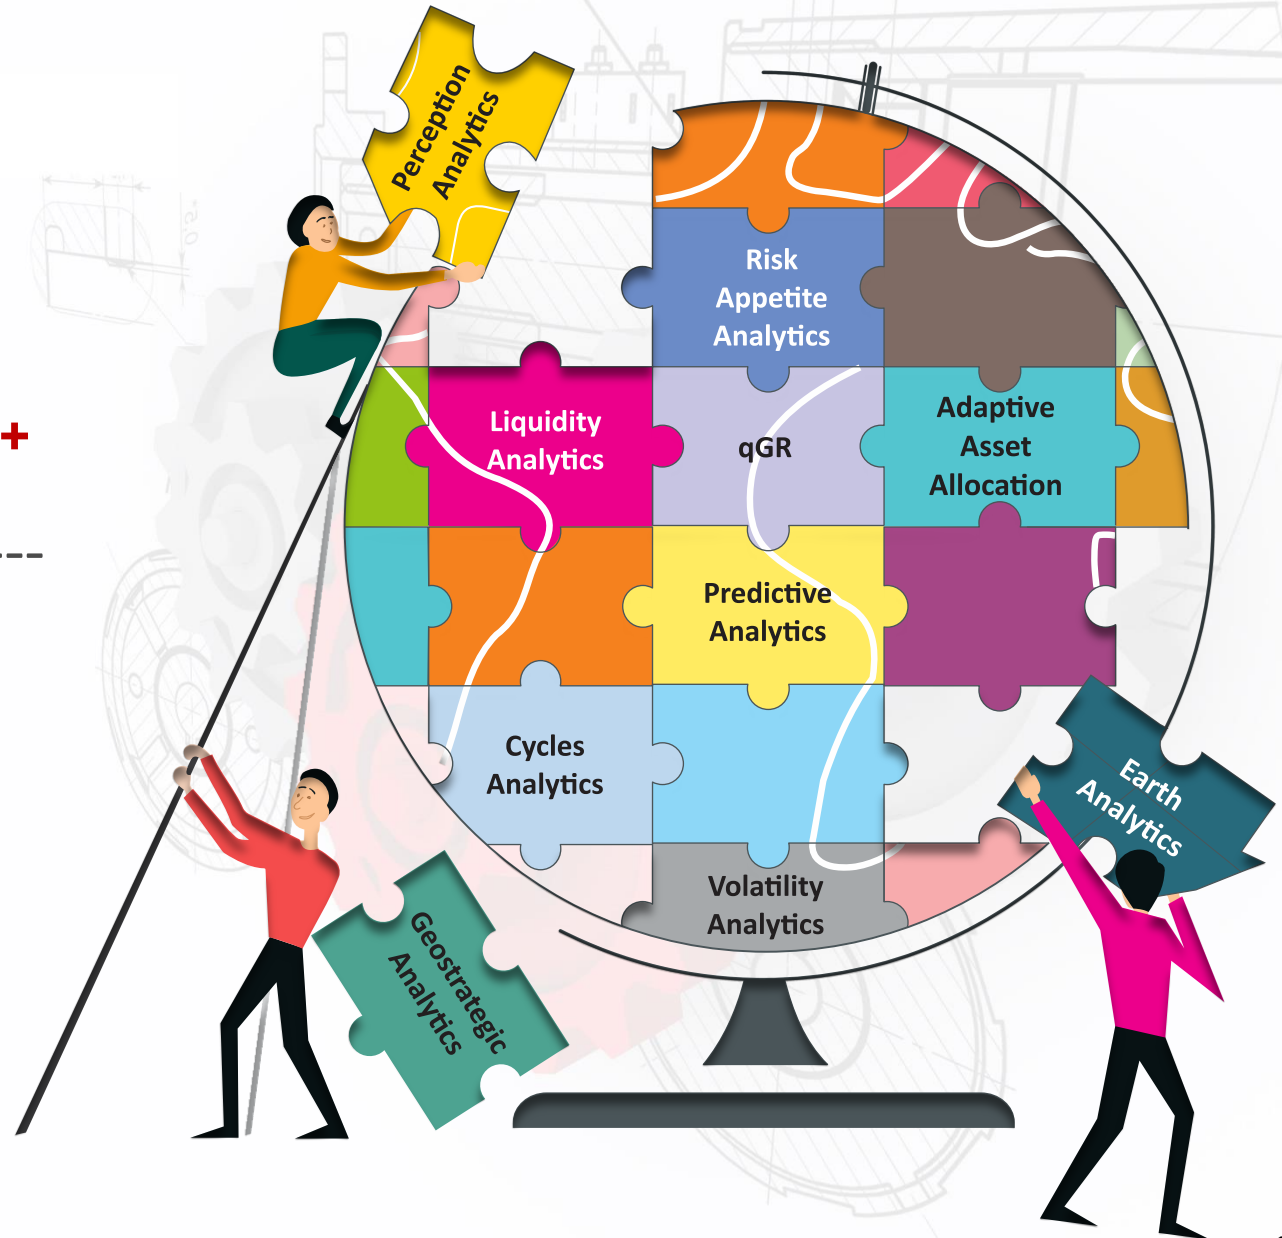 Perception
Analytics
Risk
Appetite
Analytics
Liquidity
Analytics
qGR
Adaptive
Asset
Allocation
Predictive
Analytics
Cycles
Analytics
Earth
Analytics
Volatility
Analytics
Geostrategic
Analytics